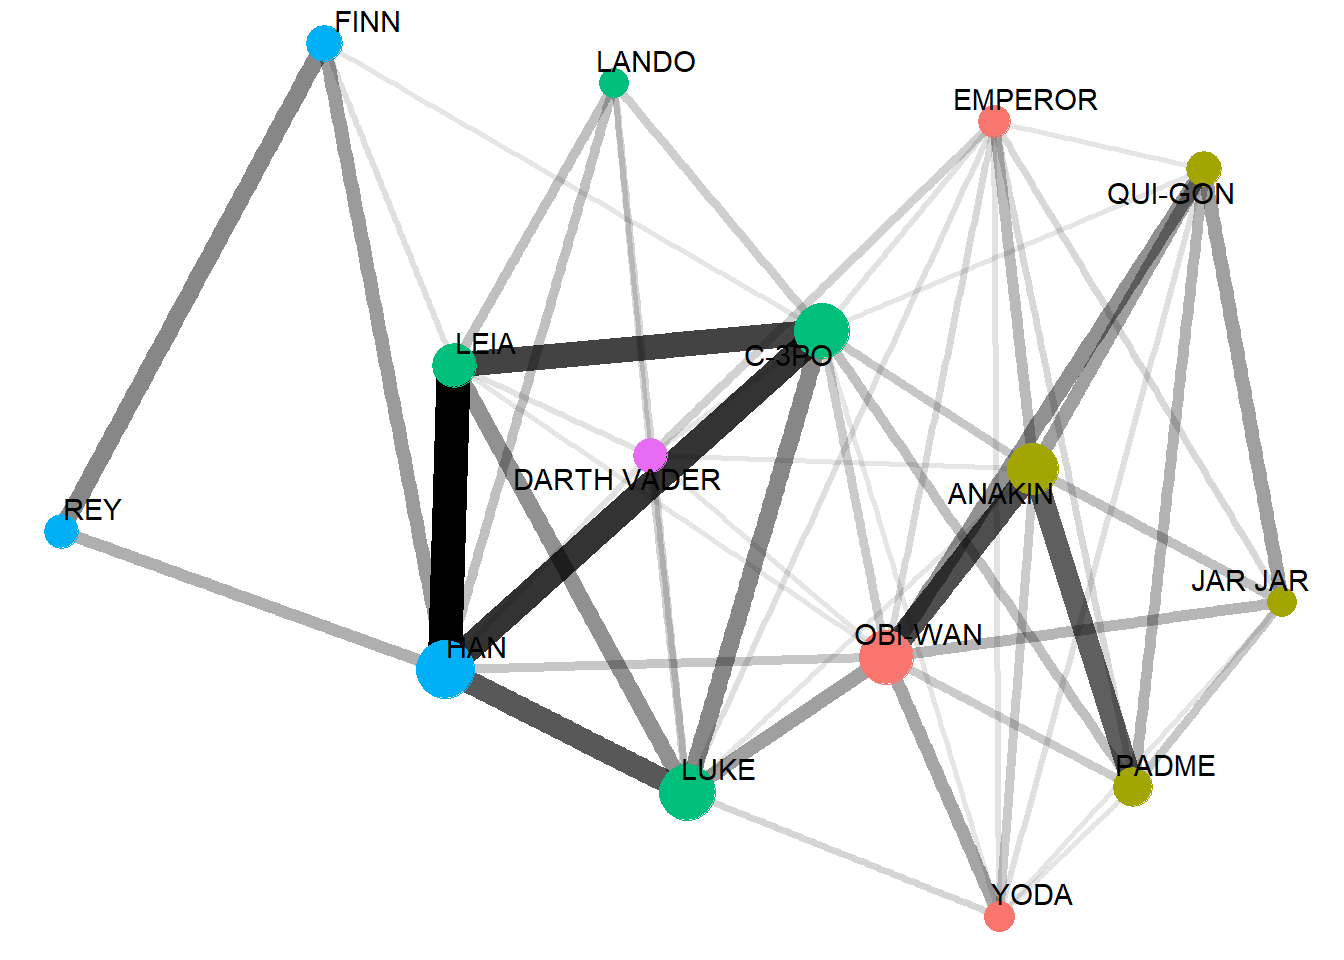 FINN
LANDO
EMPEROR
QUI-GON
LEIA
C-3PO
DARTH VADER
ANAKIN
REY
JAR JAR
OBI-WAN
HAN
LUKE
PADME
YODA